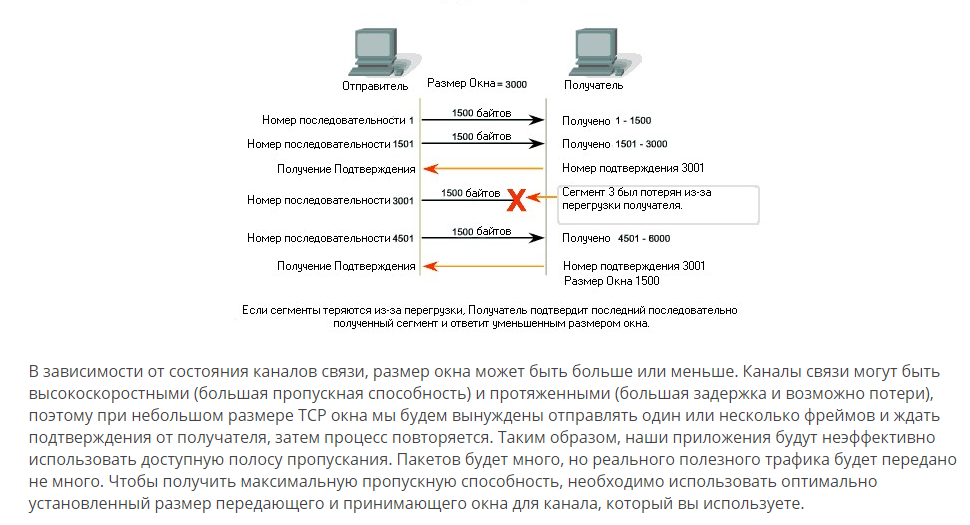 Отправитель Размер Окна = 3000 Получатель
Номер последовательности 1 1500 байтов Получено 1 - 1500
Номер последовательности 1501 1500 байтов Получено 1501 - 3000
Получение Подтверждения Номер подтверждения 3001
Номер последовательности 3001 1500 байтов X Сегмент 3 был потерян из-за
перегрузки получателя.
Номер последовательности 4501 1500 байтов Получено 4501 - 6000
Получение Подтверждения Номер подтверждения 3001
Размер Окна 1500
Если сегменты теряются из-за перегрузки, Получатель подтвердит последний последовательно
полученный сегмент и ответит уменьшенным размером окна.
В зависимости от состояния каналов связи, размер окна может быть больше или меньше. Каналы связи могут быть
высокоскоростными (большая пропускная способность) и протяженными (большая задержка и возможно потери),
поэтому при небольшом размере TCP окна мы будем вынуждены отправлять один или несколько фреймов и ждать
подтверждения от получателя, затем процесс повторяется. Таким образом, наши приложения будут неэффективно
использовать доступную полосу пропускания. Пакетов будет много, но реального полезного трафика будет передано
не много. Чтобы получить максимальную пропускную способность, необходимо использовать оптимально
установленный размер передающего и принимающего окна для канала, который вы используете.